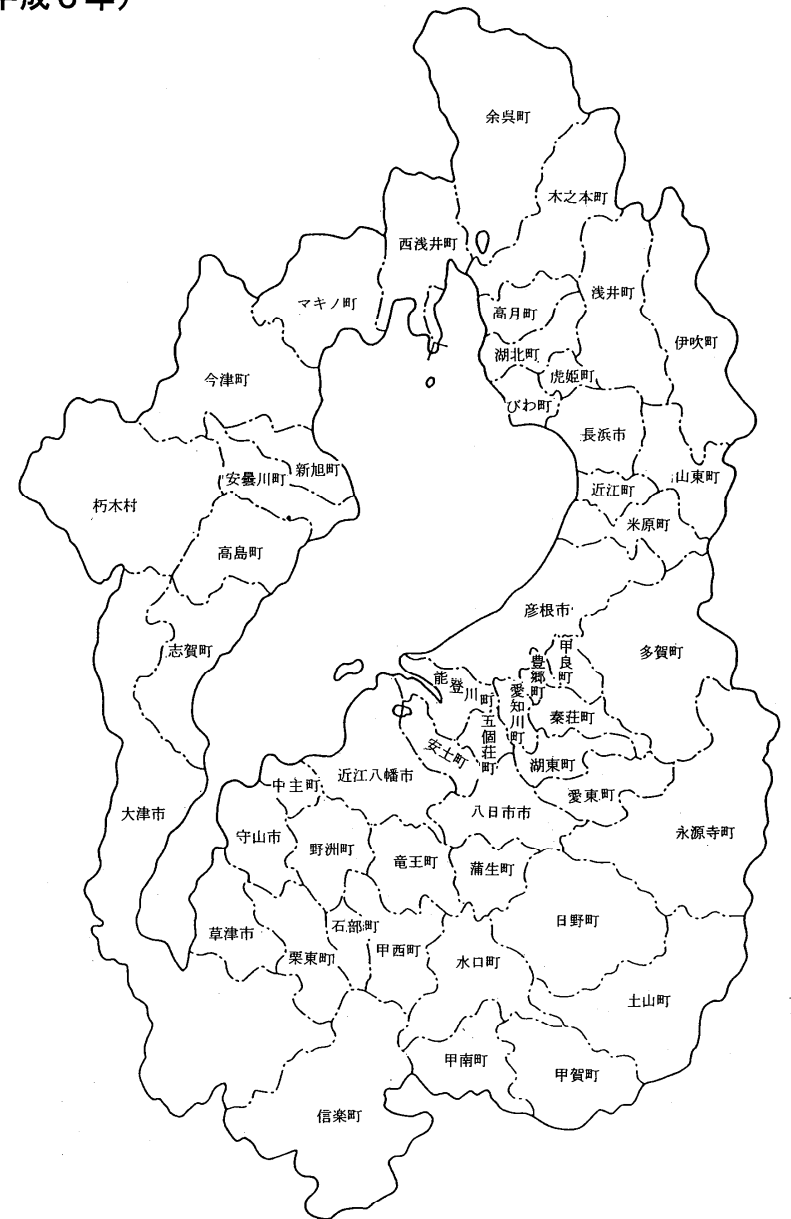 平成6年)
余呉町
木之本町
西浅井町
浅井町
マキノ町
高月町
伊吹町
湖北町
今津町
虎姫町
びわ町
長浜市
新旭町
山東町
安曇川町
近江町
朽木村
米原町
高島町
彦根市
甲良町
志賀町
多賀町
豊郷町
能登川町
愛知川町
秦荘町
五個荘町
安土町
湖東町
近江八幡市
中主町
愛東町
大津市
八日市市
永源寺町
守山市
野洲町
竜王町
蒲生町
日野町
石部町
草津市
甲西町
栗東町
水口町
土山町
甲南町
甲賀町
信楽町